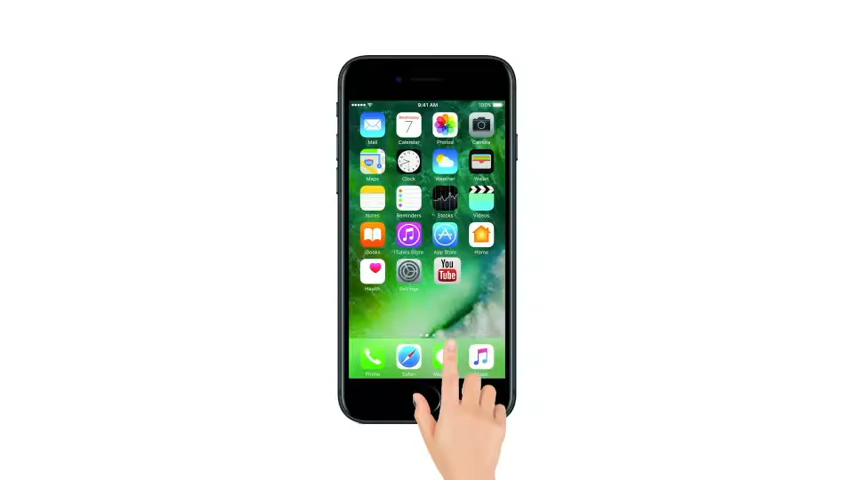 9:41 AM 100%
Wednesday
7
Mail Calendar Photos Camera
Maps Clock Weather Wallet
Notes Reminders Stocks Videos
iBooks iTunes Store App Store Home
You
Tube
Health Settings
Phone Safari Music